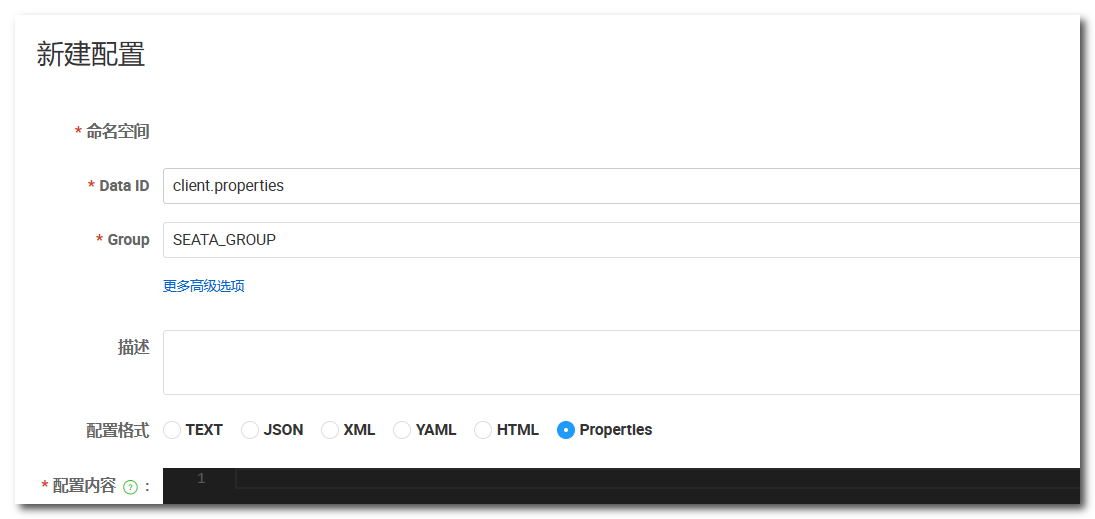 新建配置
* 命名空间
* Data ID client.properties
* Group SEATA_GROUP
更多高级选项
描述
配置格式 TEXT JSON XML YAML HTML Properties
* 配置内容 ? : 1